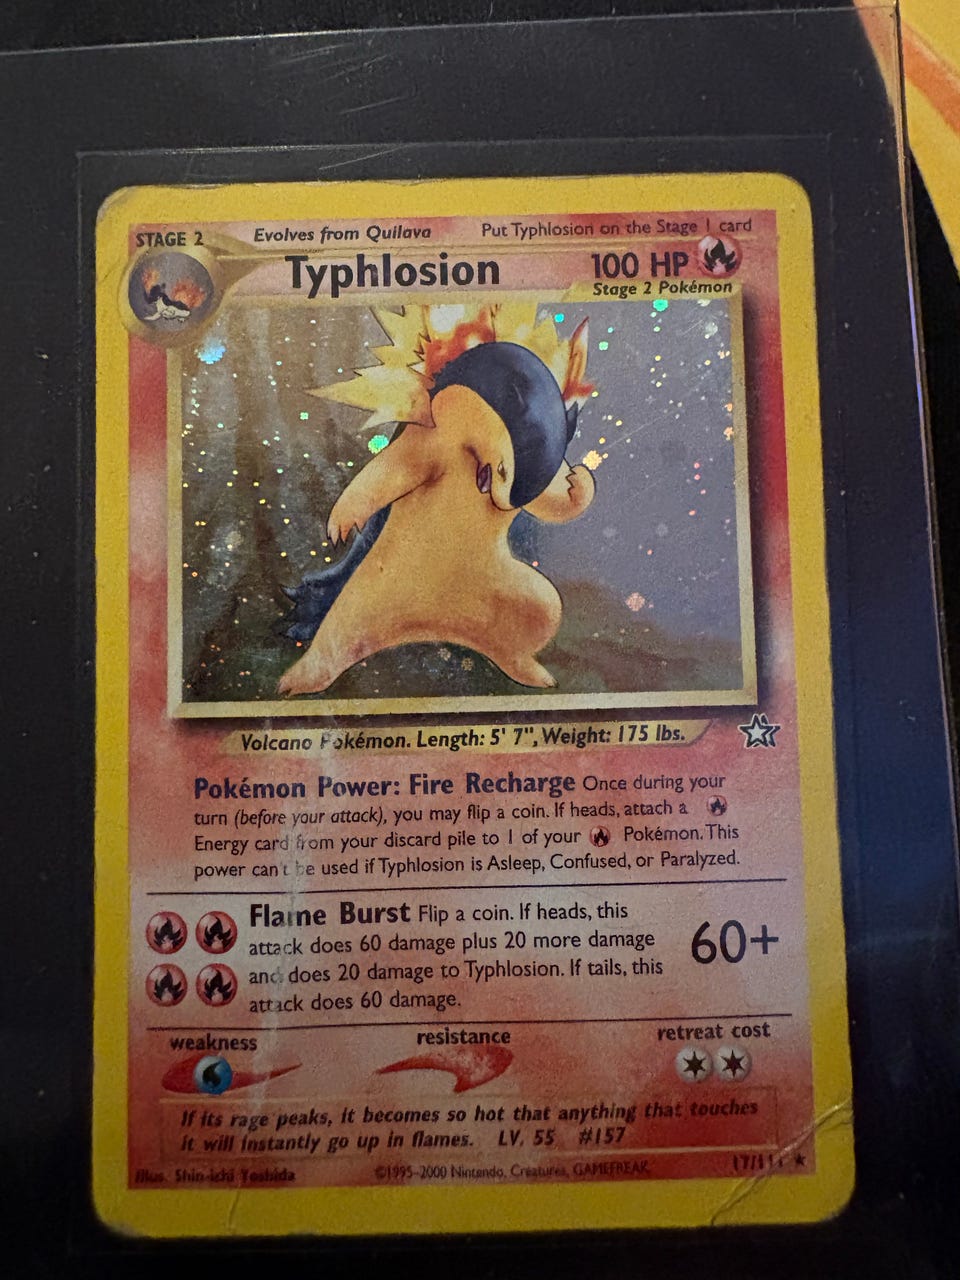 STAGE 2
Evolves from Quilava
Put Typhlosion on the Stage 1 card
Typhlosion
100 HP
Stage 2 Pokémon
Volcano Pokémon. Length: 5' 7", Weight: 175 lbs.
Pokémon Power: Fire Recharge Once during your
turn (before your attack), you may flip a coin. If heads, attach a
Energy card from your discard pile to 1 of your Pokémon. This
power can't be used if Typhlosion is Asleep, Confused, or Paralyzed.
Flame Burst Flip a coin. If heads, this
attack does 60 damage plus 20 more damage
and does 20 damage to Typhlosion. If tails, this
attack does 60 damage.
60+
weakness
resistance
retreat cost
If its rage peaks, it becomes so hot that anything that touches
it will instantly go up in flames. LV. 55 #157
Illus. Shin-ichi Yoshida
©1995-2000 Nintendo, Creatures, GAMEFREAK
17/111 ★